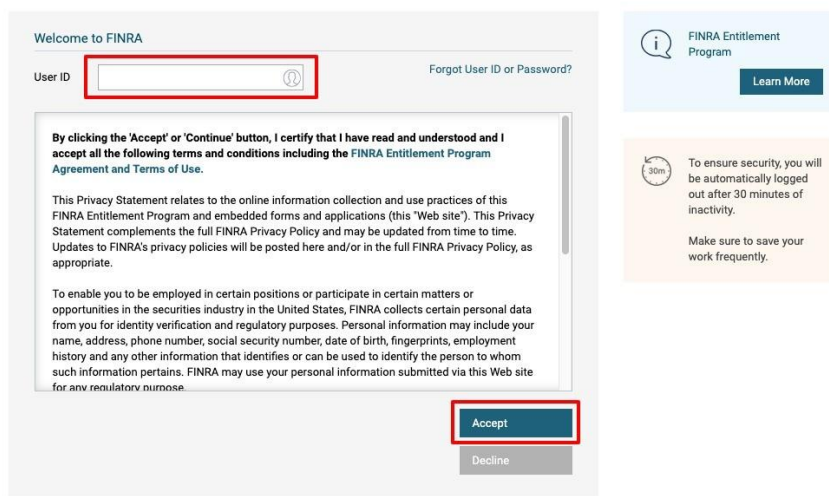 Welcome to FINRA
User ID
Forgot User ID or Password?
By clicking the 'Accept' or 'Continue' button, I certify that I have read and understood and I
accept all the following terms and conditions including the FINRA Entitlement Program
Agreement and Terms of Use.
This Privacy Statement relates to the online information collection and use practices of this
FINRA Entitlement Program and embedded forms and applications (this "Web site"). This Privacy
Statement complements the full FINRA Privacy Policy and may be updated from time to time.
Updates to FINRA's privacy policies will be posted here and/or in the full FINRA Privacy Policy, as
appropriate.
To enable you to be employed in certain positions or participate in certain matters or
opportunities in the securities industry in the United States, FINRA collects certain personal data
from you for identity verification and regulatory purposes. Personal information may include your
name, address, phone number, social security number, date of birth, fingerprints, employment
history and any other information that identifies or can be used to identify the person to whom
such information pertains. FINRA may use your personal information submitted via this Web site
for any regulatory purpose.
Accept
Decline
FINRA Entitlement
Program
Learn More
30m
To ensure security, you will
be automatically logged
out after 30 minutes of
inactivity.
Make sure to save your
work frequently.